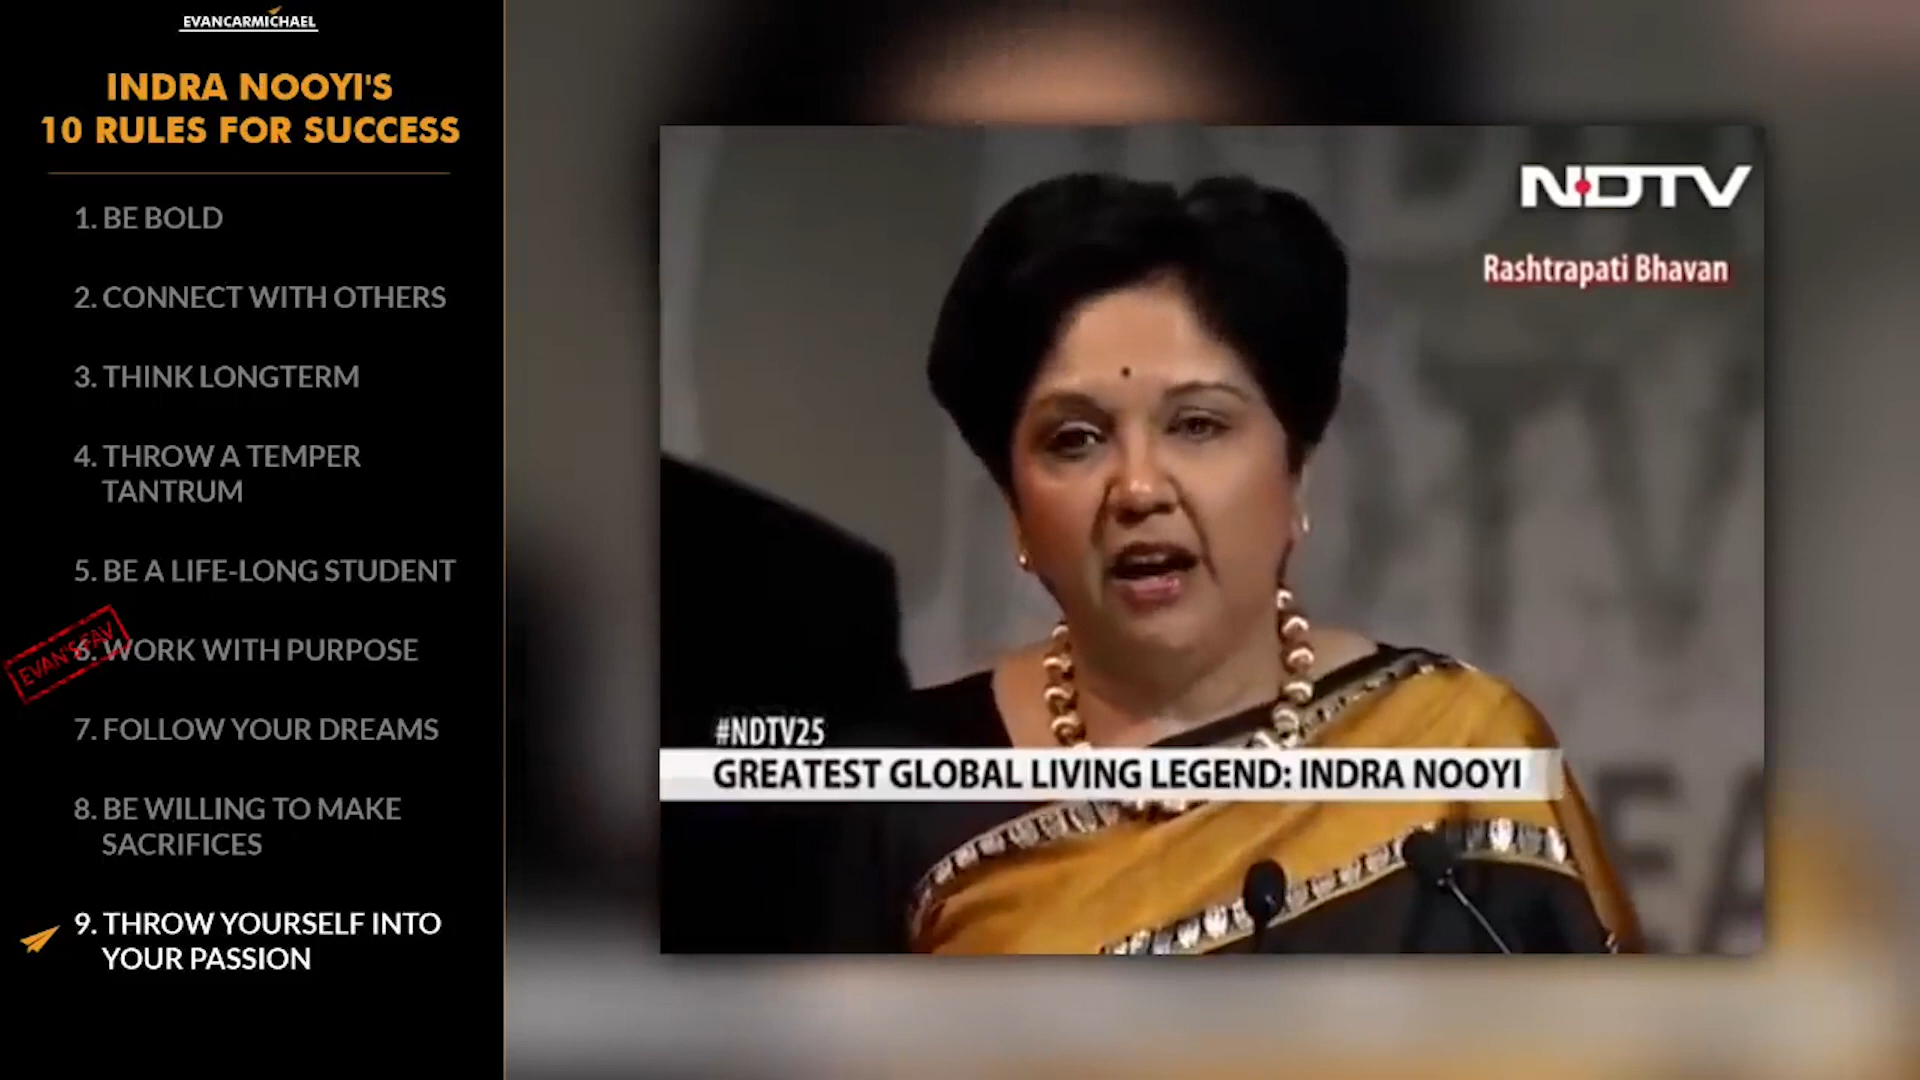 EVANCARMICHAEL
INDRA NOOYI'S
10 RULES FOR SUCCESS
1. BE BOLD
2. CONNECT WITH OTHERS
3. THINK LONGTERM
4. THROW A TEMPER
TANTRUM
5. BE A LIFE-LONG STUDENT
EVAN'S FAV
6. WORK WITH PURPOSE
7. FOLLOW YOUR DREAMS
8. BE WILLING TO MAKE
SACRIFICES
9. THROW YOURSELF INTO
YOUR PASSION
NDTV
Rashtrapati Bhavan
#NDTV25
GREATEST GLOBAL LIVING LEGEND: INDRA NOOYI